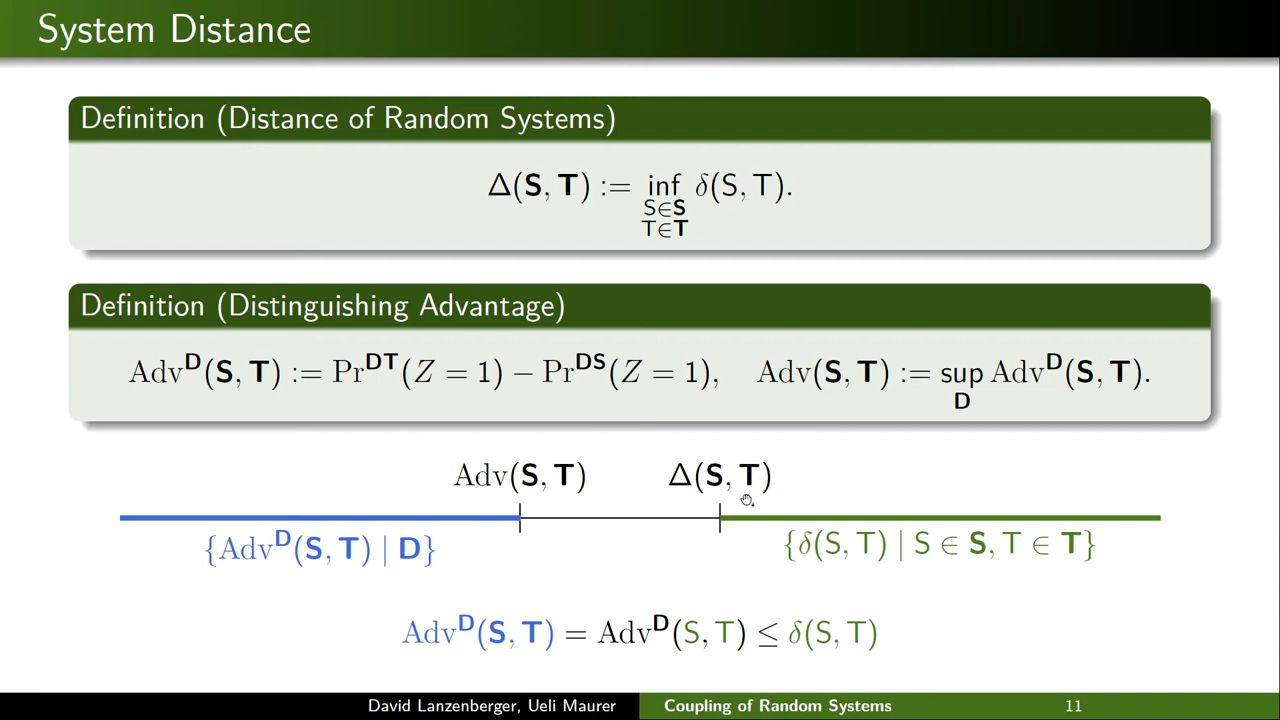 System Distance
Definition (Distance of Random Systems)
Δ(𝐒, 𝐓) := inf δ(S, T).
S∈𝐒
T∈𝐓
Definition (Distinguishing Advantage)
Adv^𝐃(𝐒, 𝐓) := Pr^𝐃𝐓(Z = 1) − Pr^𝐃𝐒(Z = 1), Adv(𝐒, 𝐓) := sup Adv^𝐃(𝐒, 𝐓).
𝐃
Adv(𝐒, 𝐓) Δ(𝐒, 𝐓)
{Adv^𝐃(𝐒, 𝐓) | 𝐃} {δ(S, T) | S ∈ 𝐒, T ∈ 𝐓}
Adv^𝐃(𝐒, 𝐓) = Adv^𝐃(S, T) ≤ δ(S, T)
David Lanzenberger, Ueli Maurer Coupling of Random Systems 11